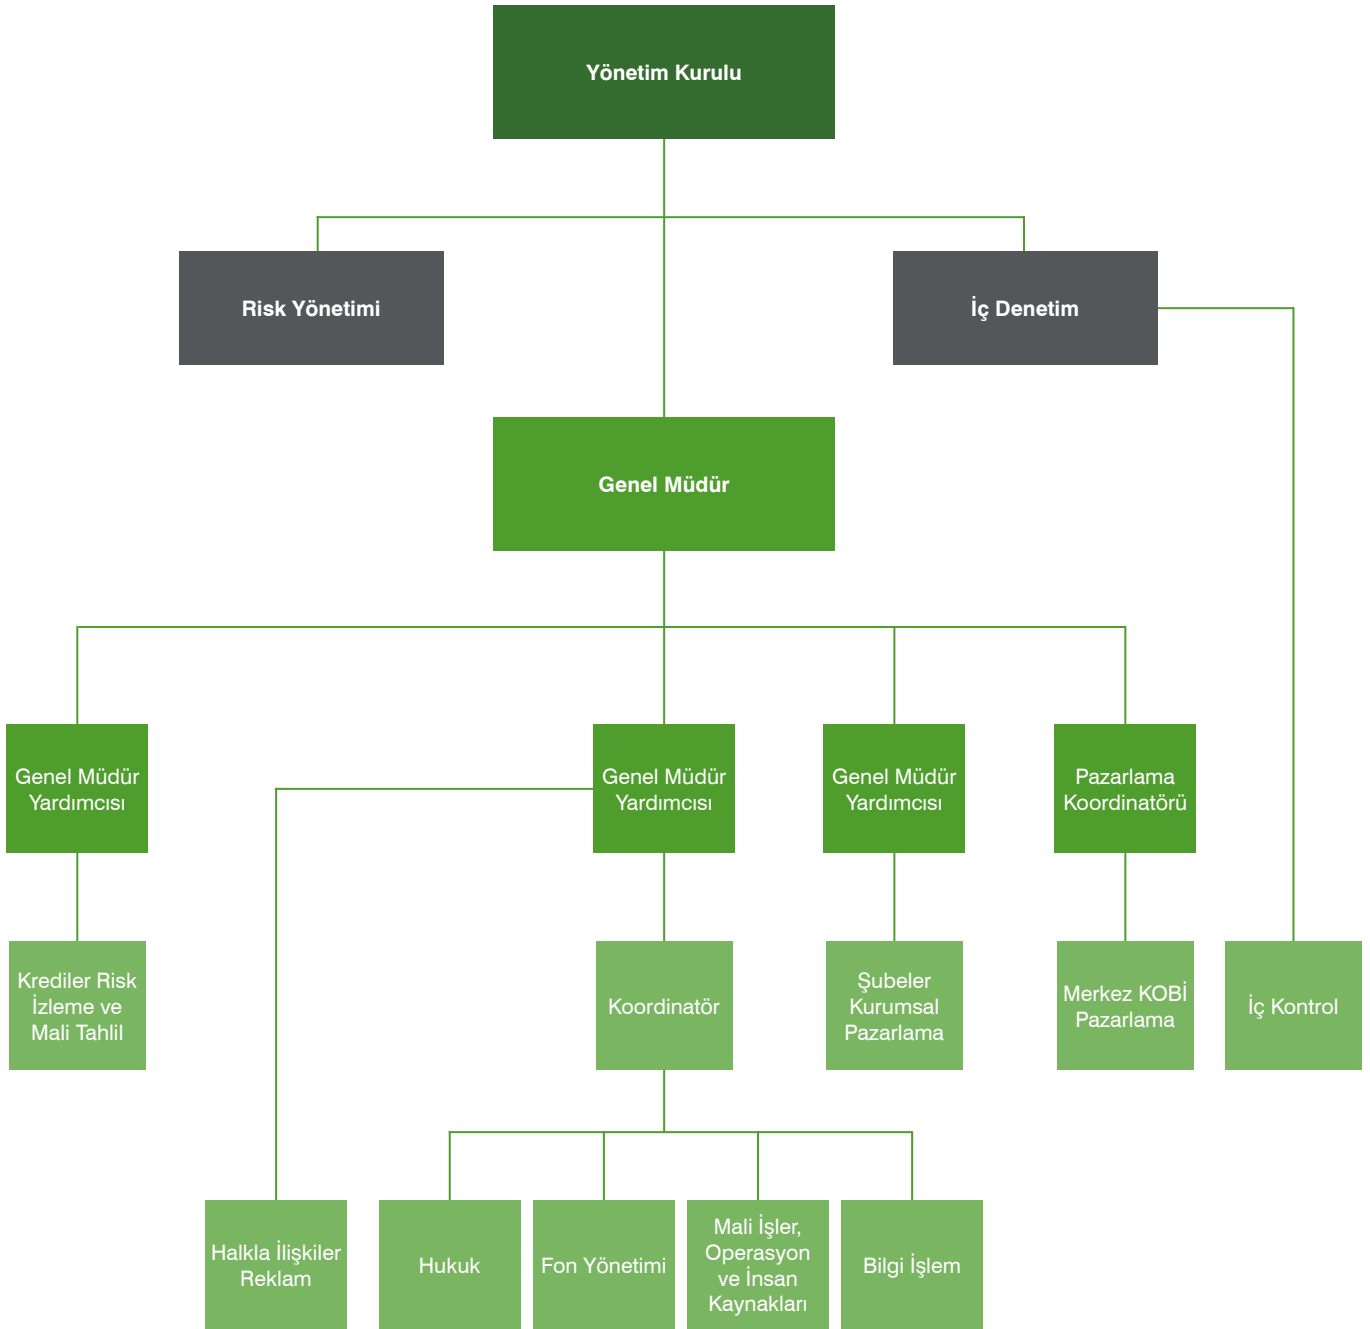 Yönetim Kurulu
Risk Yönetimi
İç Denetim
Genel Müdür
Genel Müdür
Yardımcısı
Genel Müdür
Yardımcısı
Genel Müdür
Yardımcısı
Pazarlama
Koordinatörü
Krediler Risk
İzleme ve
Mali Tahlil
Koordinatör
Şubeler
Kurumsal
Pazarlama
Merkez KOBİ
Pazarlama
İç Kontrol
Halkla İlişkiler
Reklam
Hukuk
Fon Yönetimi
Mali İşler,
Operasyon
ve İnsan
Kaynakları
Bilgi İşlem